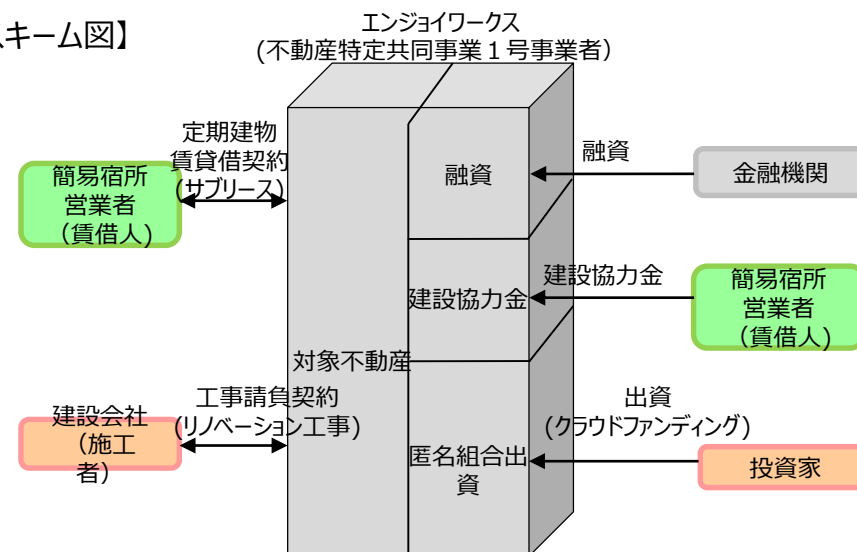 スキーム図】
エンジョイワークス
(不動産特定共同事業１号事業者)
定期建物
賃貸借契約
(サブリース)
簡易宿所
営業者
（賃借人)
融資
融資
金融機関
建設協力金
建設協力金
簡易宿所
営業者
（賃借人)
対象不動産
工事請負契約
(リノベーション工事)
建設会社
（施工
者）
出資
(クラウドファンディング)
匿名組合出
資
投資家